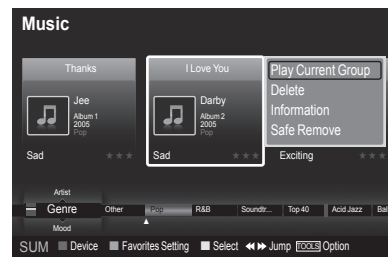 Music
Thanks
Jee
Album 1
2005
Pop
Sad
I Love You
Darby
Album 2
2005
Pop
Sad
Play Current Group
Delete
Information
Safe Remove
Exciting
Artist
Genre Other Pop R&B Soundtr... Top 40 Acid Jazz Bal
Mood
SUM Device Favorites Setting Select Jump TOOLS Option